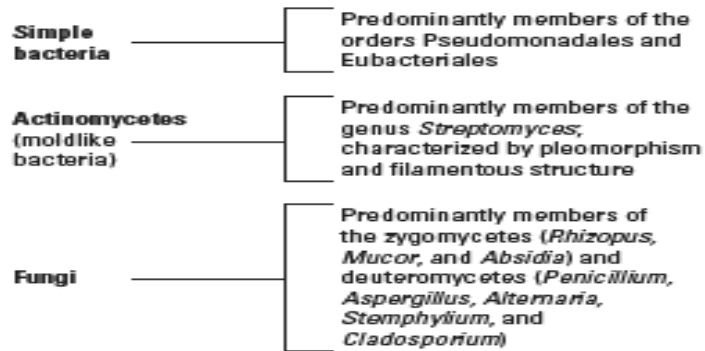 Simple
bacteria
Predominantly members of the
orders Pseudomonadales and
Eubacteriales
Actinomycetes
(moldlike
bacteria)
Predominantly members of the
genus Streptomyces,
characterized by pleomorphism
and filamentous structure
Fungi
Predominantly members of
the zygomycetes (Rhizopus,
Mucor, and Absidia) and
deuteromycetes (Penicillium,
Aspergillus, Alternaria,
Stemphylium, and
Cladosporium)